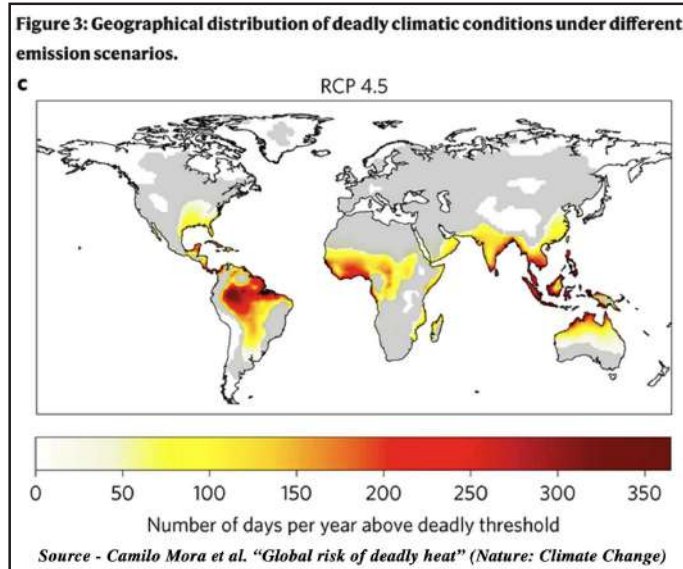 Figure 3: Geographical distribution of deadly climatic conditions under different
emission scenarios.
c
RCP 4.5
0 50 100 150 200 250 300 350
Number of days per year above deadly threshold
Source - Camilo Mora et al. “Global risk of deadly heat” (Nature: Climate Change)